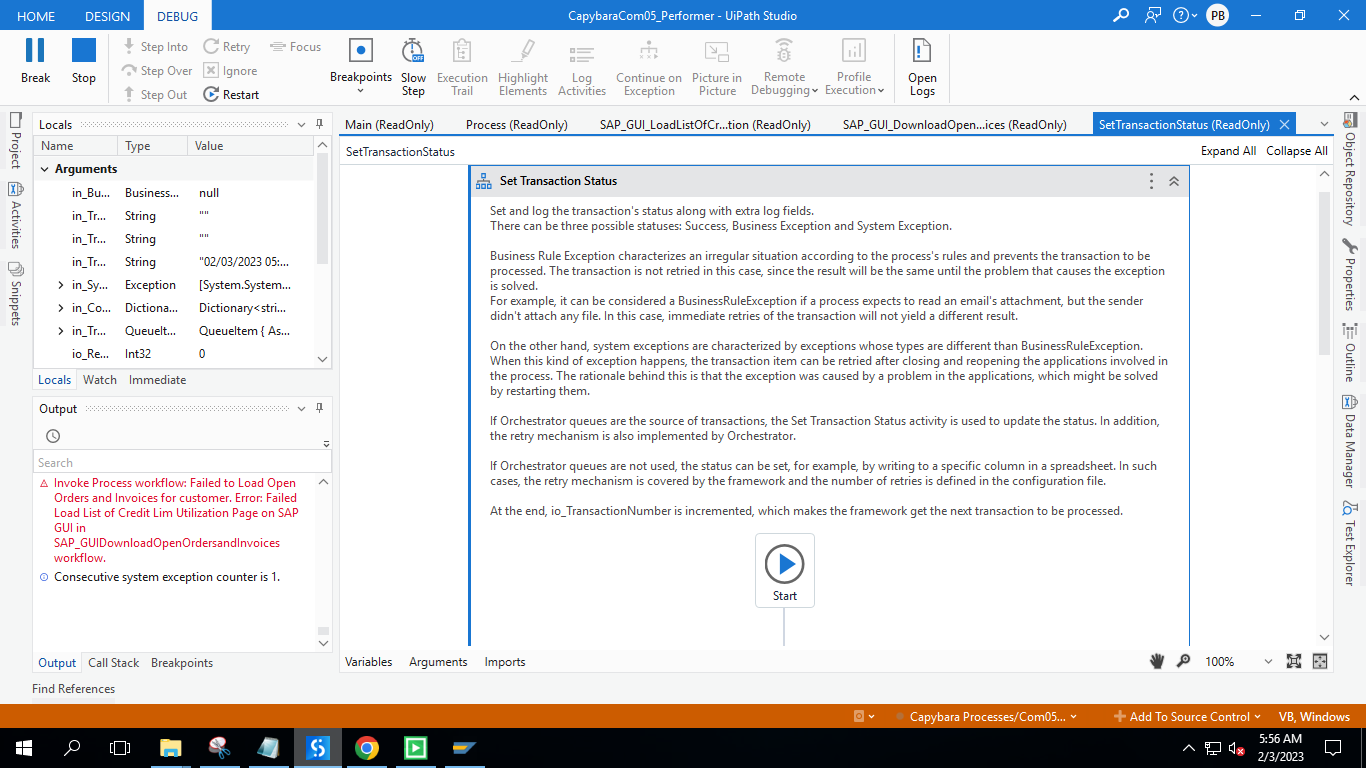 HOME DESIGN DEBUG CapybaraCom05_Performer - UiPath Studio PB
Break
Stop
Step Into
Step Over
Step Out
Retry
Ignore
Restart
Focus
Breakpoints
Slow
Step
Execution
Trail
Highlight
Elements
Log
Activities
Continue on
Exception
Picture in
Picture
Remote
Debugging
Profile
Execution
Open
Logs
Project
Activities
Snippets
Locals
Name Type Value
Arguments
in_Bu... Business... null
in_Tr... String ""
in_Tr... String ""
in_Tr... String "02/03/2023 05:...
in_Sy... Exception [System.System...
in_Co... Dictiona... Dictionary<stri...
in_Tr... QueueIt... QueueItem { As...
io_Re... Int32 0
Locals Watch Immediate
Output
Search
Invoke Process workflow: Failed to Load Open
Orders and Invoices for customer. Error: Failed
Load List of Credit Lim Utilization Page on SAP
GUI in
SAP_GUIDownloadOpenOrdersandInvoices
workflow.
Consecutive system exception counter is 1.
Output Call Stack Breakpoints
Find References
Main (ReadOnly) Process (ReadOnly) SAP_GUI_LoadListOfCr...tion (ReadOnly) SAP_GUI_DownloadOpen...ices (ReadOnly) SetTransactionStatus (ReadOnly)
SetTransactionStatus Expand All Collapse All
Set Transaction Status
Set and log the transaction's status along with extra log fields.
There can be three possible statuses: Success, Business Exception and System Exception.
Business Rule Exception characterizes an irregular situation according to the process's rules and prevents the transaction to be
processed. The transaction is not retried in this case, since the result will be the same until the problem that causes the exception
is solved.
For example, it can be considered a BusinessRuleException if a process expects to read an email's attachment, but the sender
didn't attach any file. In this case, immediate retries of the transaction will not yield a different result.
On the other hand, system exceptions are characterized by exceptions whose types are different than BusinessRuleException.
When this kind of exception happens, the transaction item can be retried after closing and reopening the applications involved in
the process. The rationale behind this is that the exception was caused by a problem in the applications, which might be solved
by restarting them.
If Orchestrator queues are the source of transactions, the Set Transaction Status activity is used to update the status. In addition,
the retry mechanism is also implemented by Orchestrator.
If Orchestrator queues are not used, the status can be set, for example, by writing to a specific column in a spreadsheet. In such
cases, the retry mechanism is covered by the framework and the number of retries is defined in the configuration file.
At the end, io_TransactionNumber is incremented, which makes the framework get the next transaction to be processed.
Start
Variables Arguments Imports 100%
Object Repository
Properties
Outline
Data Manager
Test Explorer
Capybara Processes/Com05... Add To Source Control VB, Windows
5:56 AM
2/3/2023